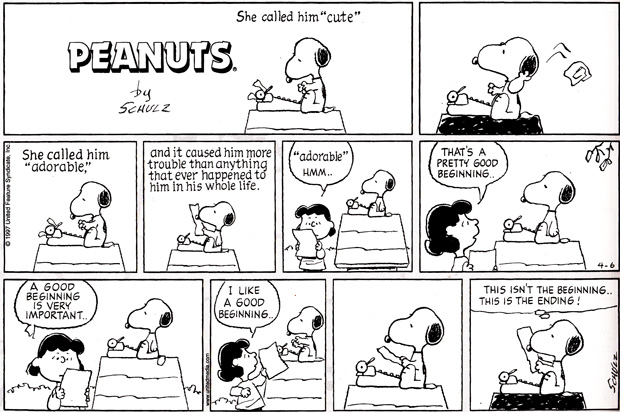 She called him "cute"
PEANUTS®
by
SCHULZ
She called him
"adorable,"
© 1997 United Feature Syndicate, Inc.
and it caused him more
trouble than anything
that ever happened to
him in his whole life.
"adorable"
HMM..
THAT'S A
PRETTY GOOD
BEGINNING..
4-6
A GOOD
BEGINNING
IS VERY
IMPORTANT..
www.unitedmedia.com
I LIKE
A GOOD
BEGINNING..
THIS ISN'T THE BEGINNING..
THIS IS THE ENDING!
SCHULZ